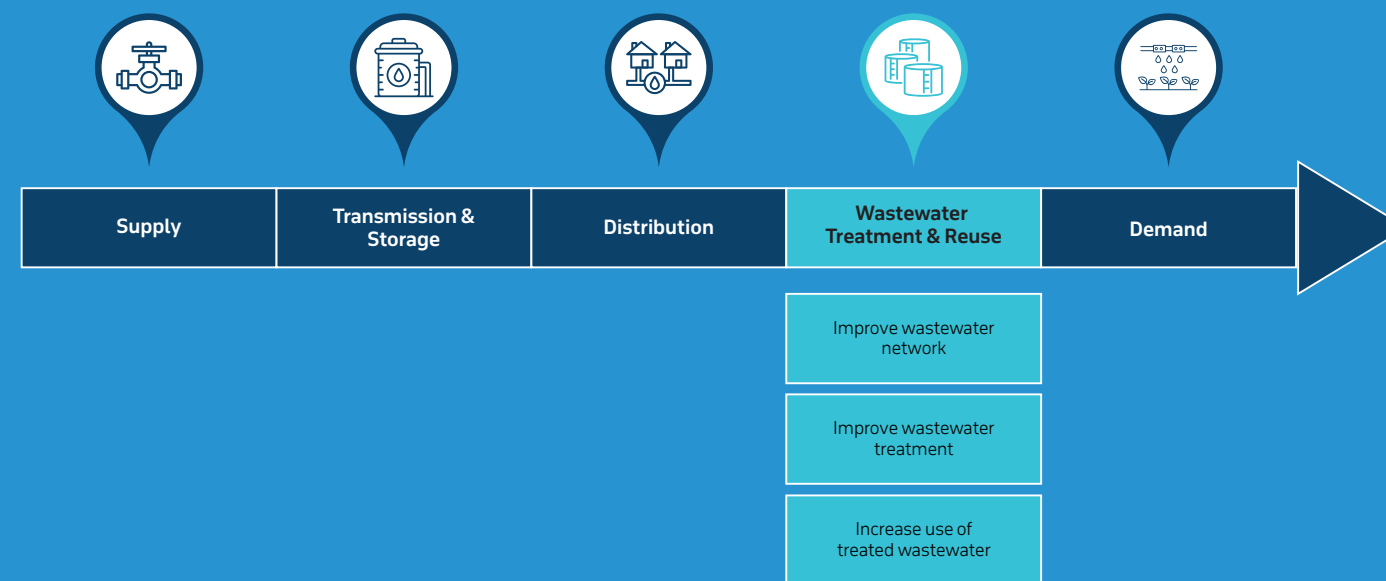 Supply
Transmission &
Storage
Distribution
Wastewater
Treatment & Reuse
Demand
Improve wastewater
network
Improve wastewater
treatment
Increase use of
treated wastewater